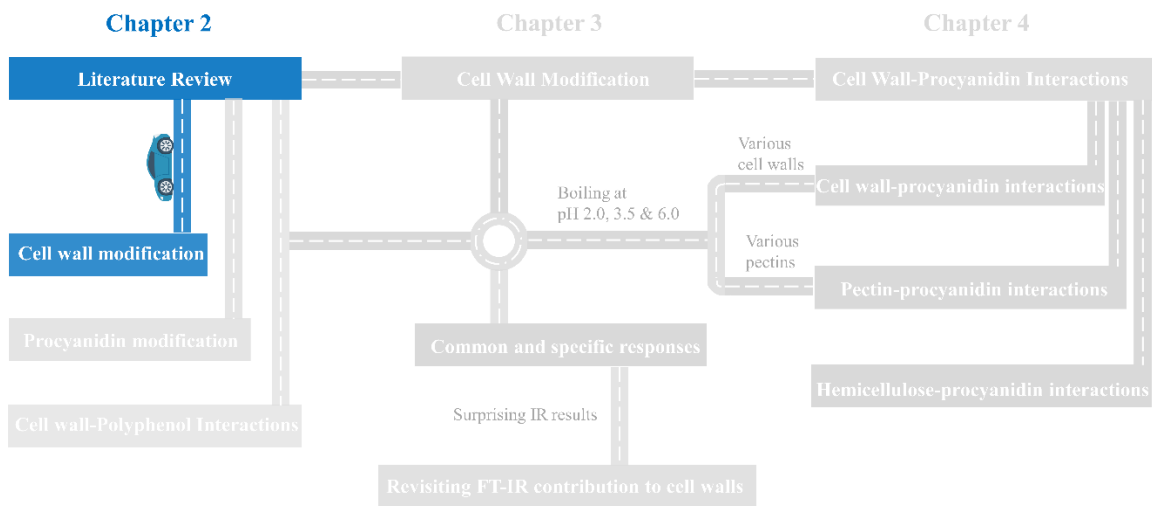 Chapter 2
Chapter 3
Chapter 4
Literature Review
Cell Wall Modification
Cell Wall-Procyanidin Interactions
Various
cell walls
Cell wall-procyanidin interactions
Boiling at
pH 2.0, 3.5 & 6.0
Cell wall modification
Various
pectins
Pectin-procyanidin interactions
Procyanidin modification
Common and specific responses
Hemicellulose-procyanidin interactions
Cell wall-Polyphenol Interactions
Surprising IR results
Revisiting FT-IR contribution to cell walls